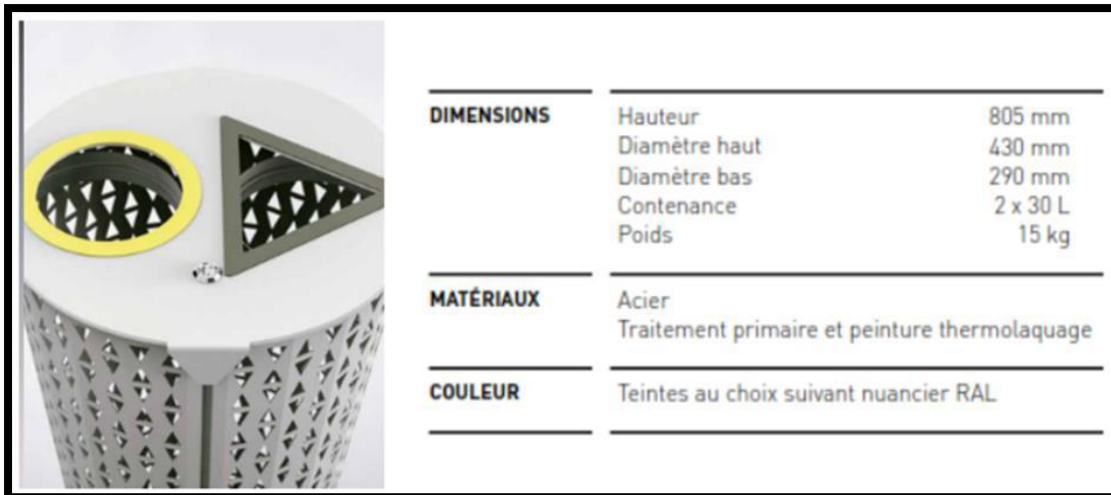 DIMENSIONS
Hauteur 805 mm
Diamètre haut 430 mm
Diamètre bas 290 mm
Contenance 2 x 30 L
Poids 15 kg
MATÉRIAUX
Acier
Traitement primaire et peinture thermolaquage
COULEUR
Teintes au choix suivant nuancier RAL